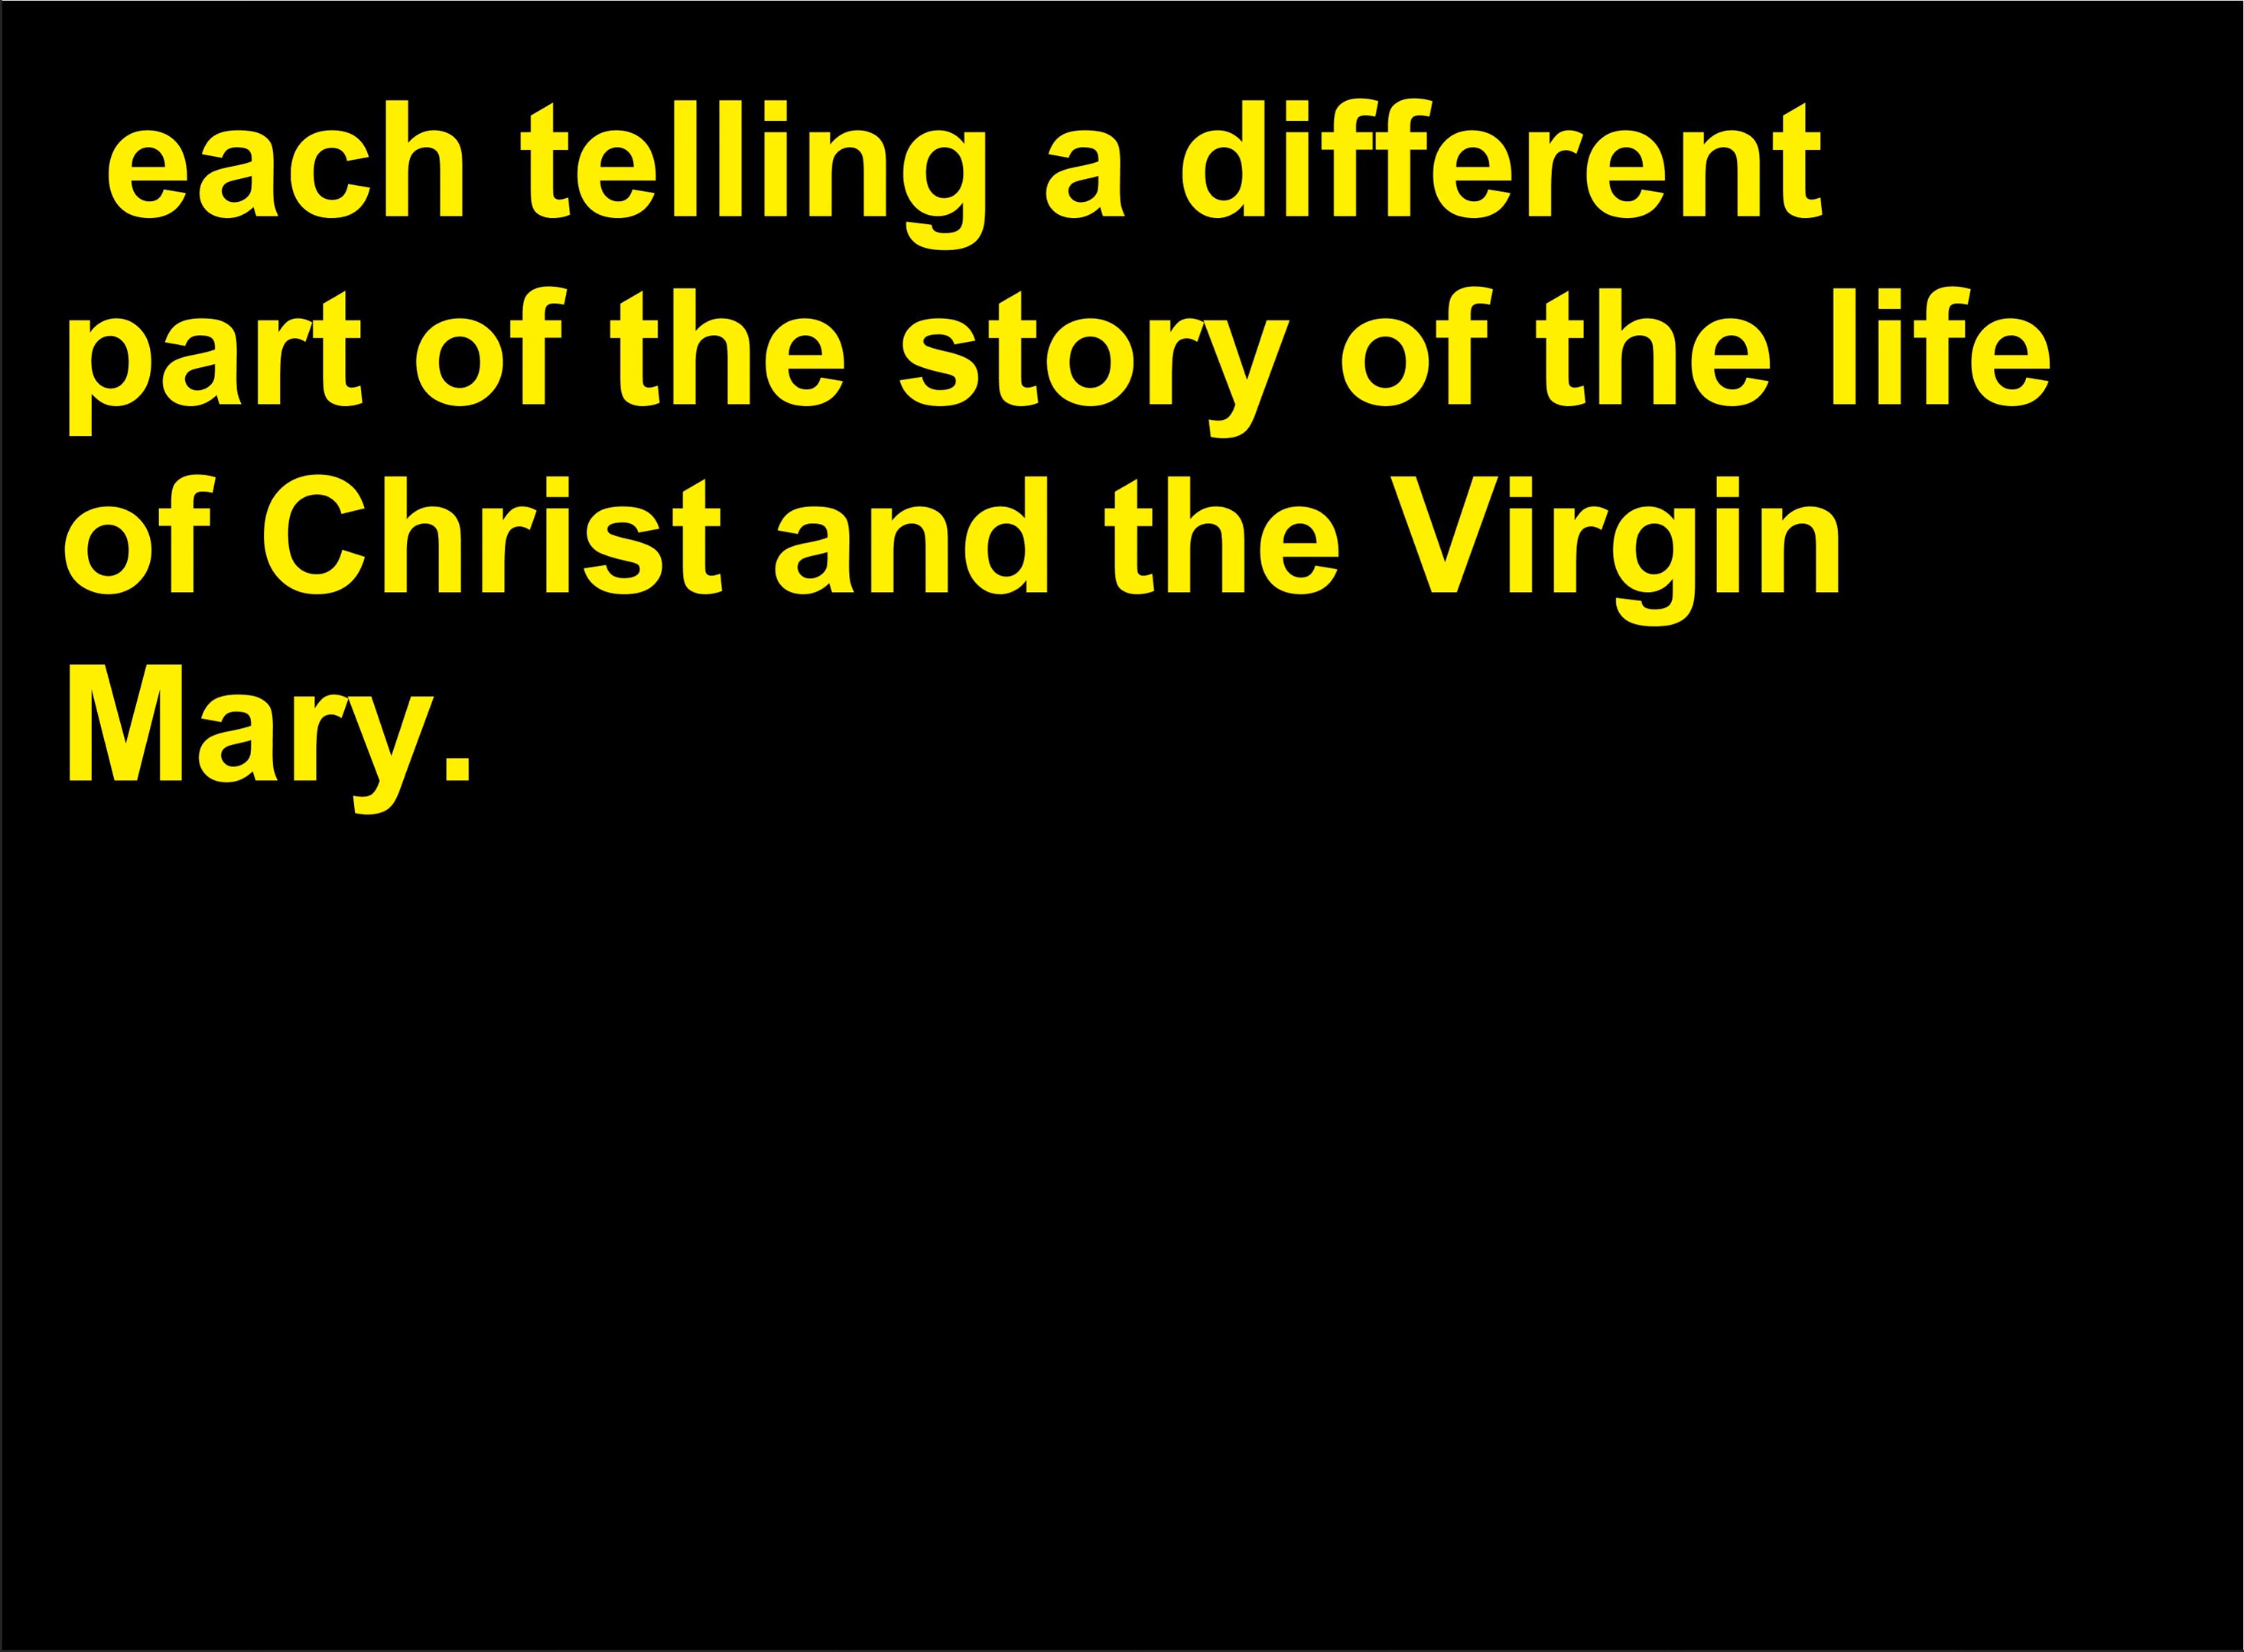 each telling a different
part of the story of the life
of Christ and the Virgin
Mary.